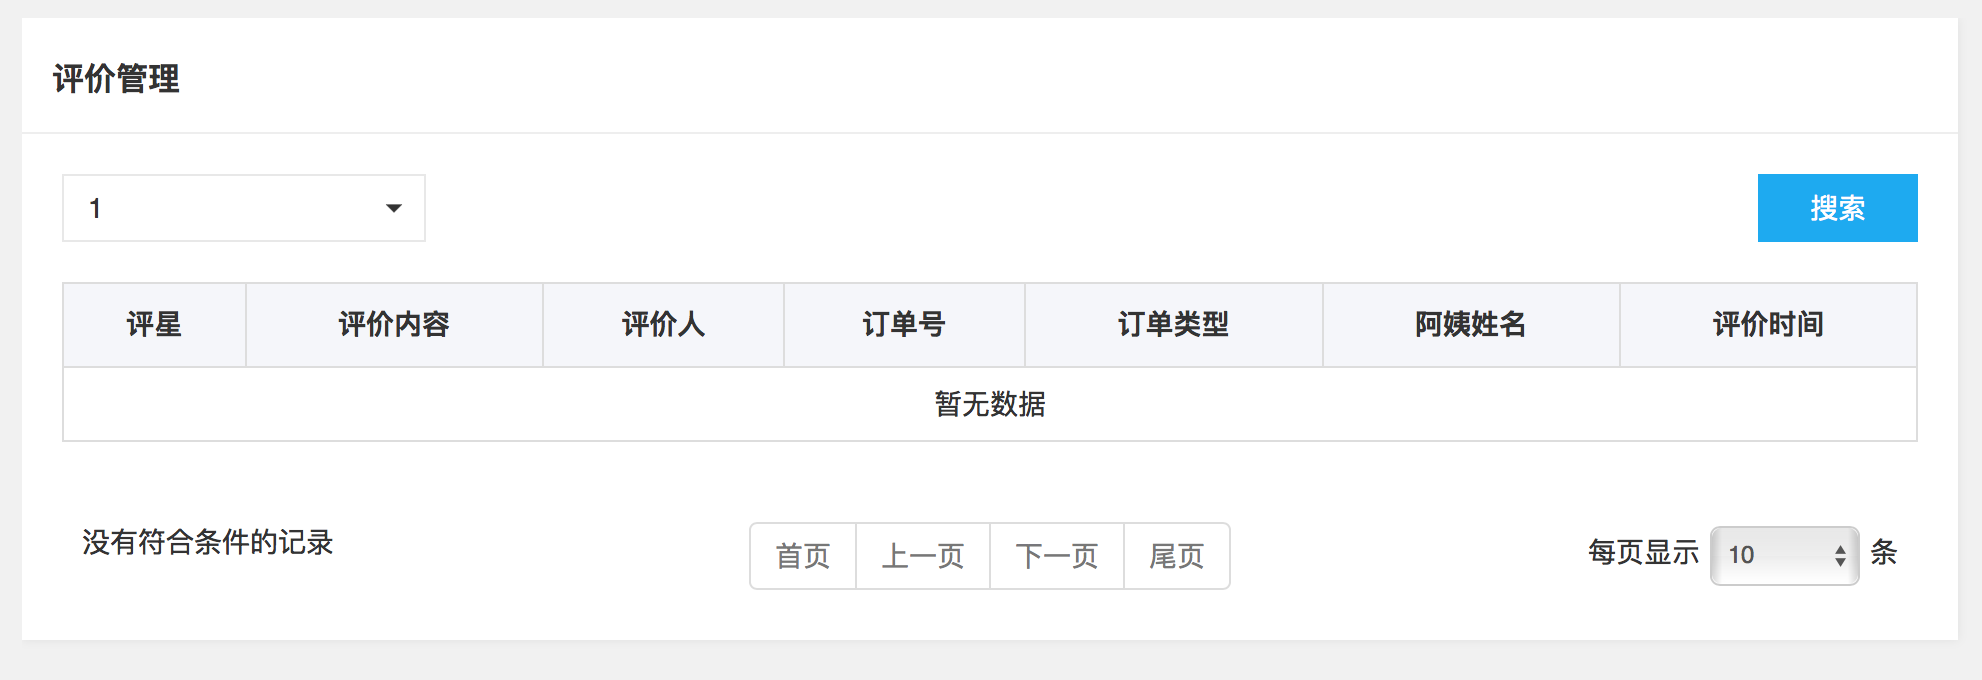 评价管理
1
搜索
评星 评价内容 评价人 订单号 订单类型 阿姨姓名 评价时间
暂无数据
没有符合条件的记录
首页 上一页 下一页 尾页
每页显示 10 条